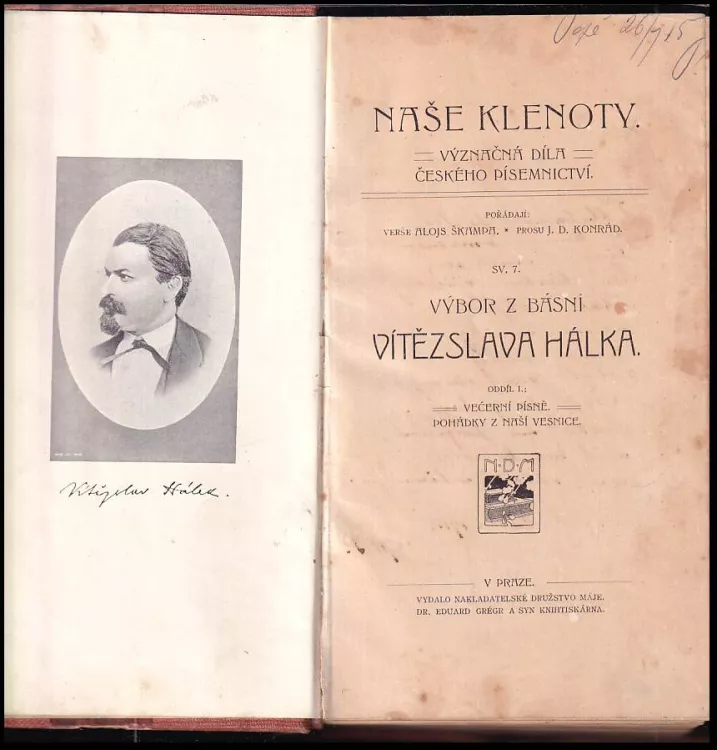 Vítězslav Hálek.
26/
NAŠE KLENOTY.
VÝZNAČNÁ DÍLA
ČESKÉHO PÍSEMNICTVÍ.
POŘÁDAJÍ:
VERŠE ALOJS ŠKAMPA. * PROSU J. D. KONRÁD.
SV. 7.
VÝBOR Z BÁSNÍ
VÍTĚZSLAVA HÁLKA.
ODDÍL I.:
VEČERNÍ PÍSNĚ.
POHÁDKY Z NAŠÍ VESNICE.
N·D·M
V PRAZE.
VYDALO NAKLADATELSKÉ DRUŽSTVO MÁJE.
DR. EDUARD GRÉGR A SYN KNIHTISKÁRNA.